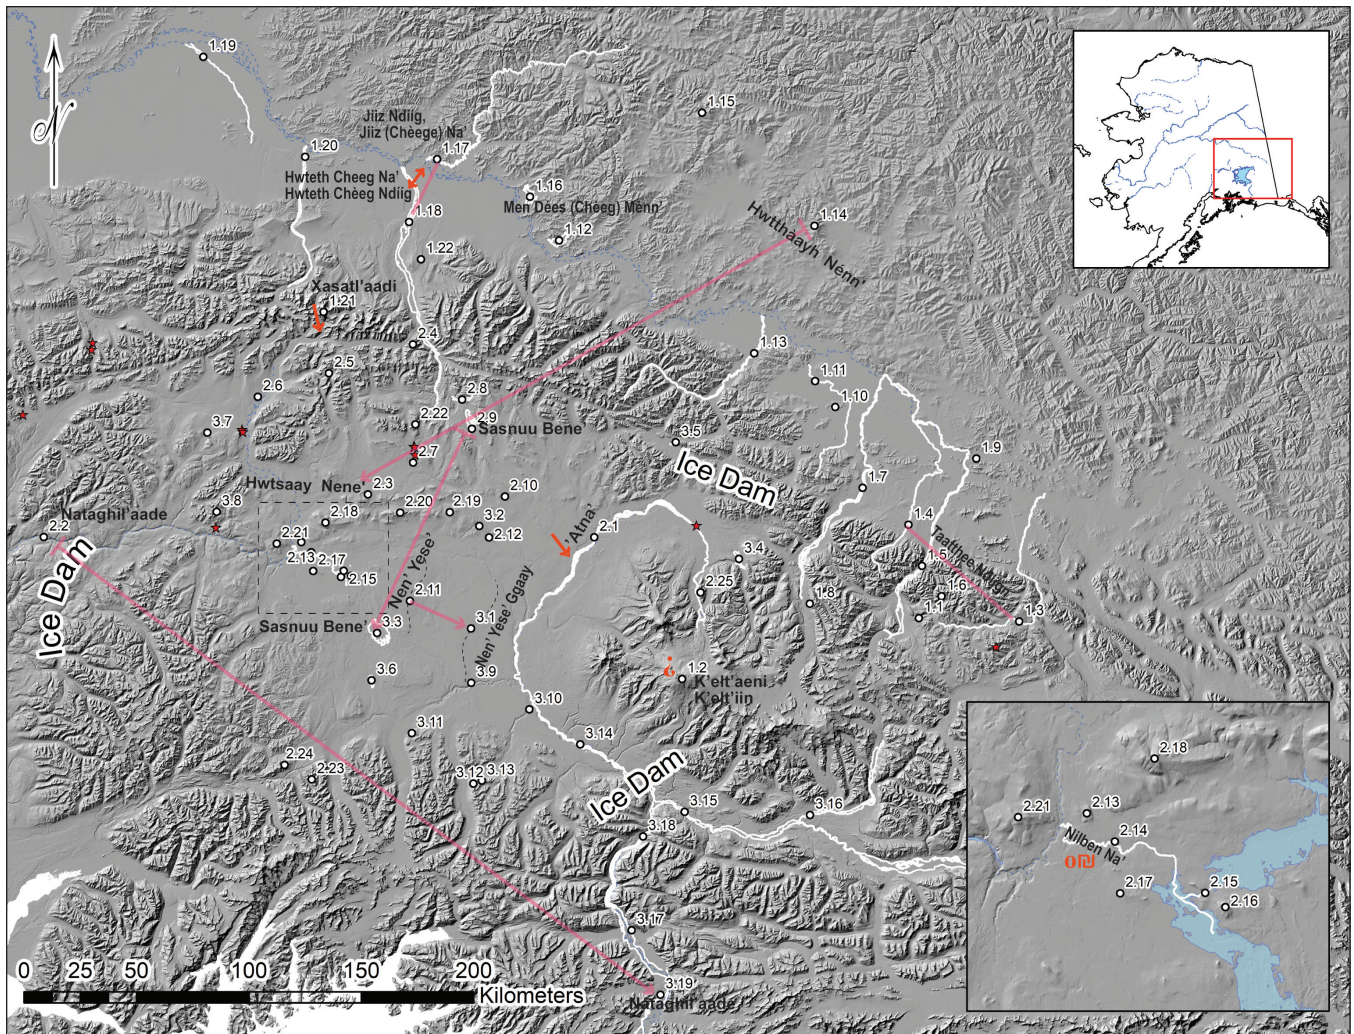 1.19
N
1.15
Jiiz Ndiig,
Jiiz (Chèege) Na'
1.17
1.20
Hwteth Cheeg Na'
Hwteth Chèeg Ndíig
1.16
Men Dées (Cheeg) Mènn'
1.18
1.12
1.14
Hwtthaayh Nénn'
1.22
Xasatl'aadi
1.21
2.4
1.13
2.5
1.11
2.6
2.8
1.10
3.7
2.22
2.9
Sasnuu Bene'
3.5
2.7
Ice Dam
1.9
Hwtsaay Nene'
2.3
2.10
1.7
3.8
2.20
2.19
3.2
Nataghil'aade
2.2
2.18
2.12
'Atna'
2.1
1.4
2.21
Taathee Ndiign
2.13
2.17
2.15
3.4
1.5
Ice Dam
Nen' Yese'
2.11
2.25
1.6
1.8
1.1
1.3
Sasnuu Bene'
3.3
3.1
Nen' Yese' Ggaay
3.6
3.9
1.2
K'elt'aeni
K'elt'iin
3.10
3.11
3.14
2.24
2.23
3.12
3.13
Ice Dam
3.15
3.16
3.18
3.17
3.19
Nataghil'aade
0 25 50 100 150 200
Kilometers
2.18
2.21
2.13
2.14
Nilben Na'
2.17
2.15
2.16